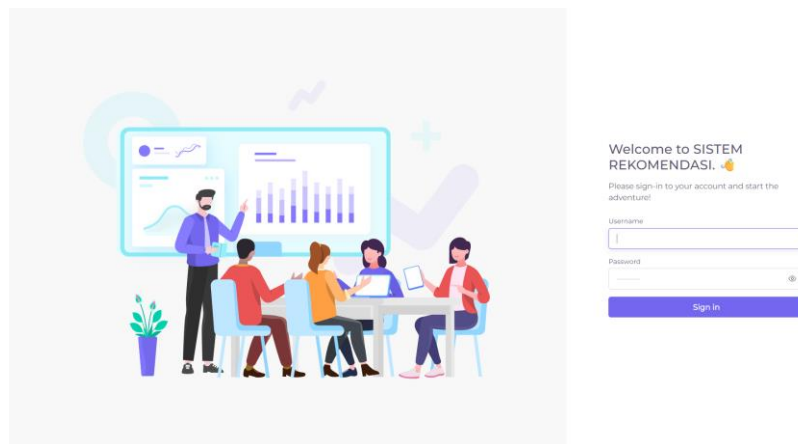 Welcome to SISTEM
REKOMENDASI. 👋
Please sign-in to your account and start the
adventure!
Username
Password
Sign in